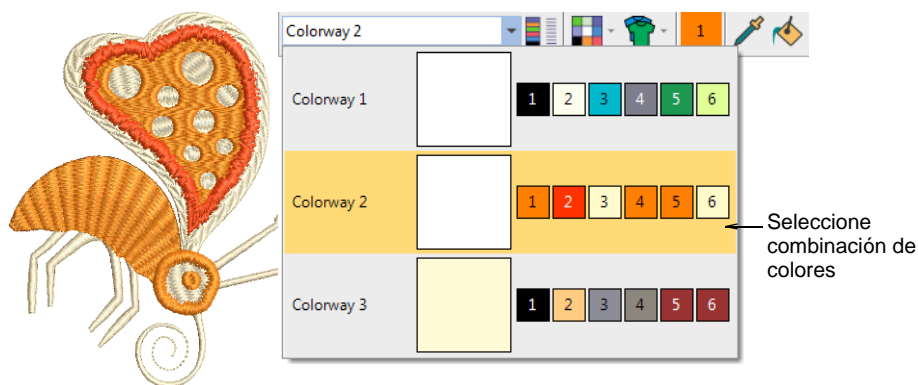 Colorway 2
1
Colorway 1
1 2 3 4 5 6
Colorway 2
1 2 3 4 5 6
Seleccione
combinación de
colores
Colorway 3
1 2 3 4 5 6